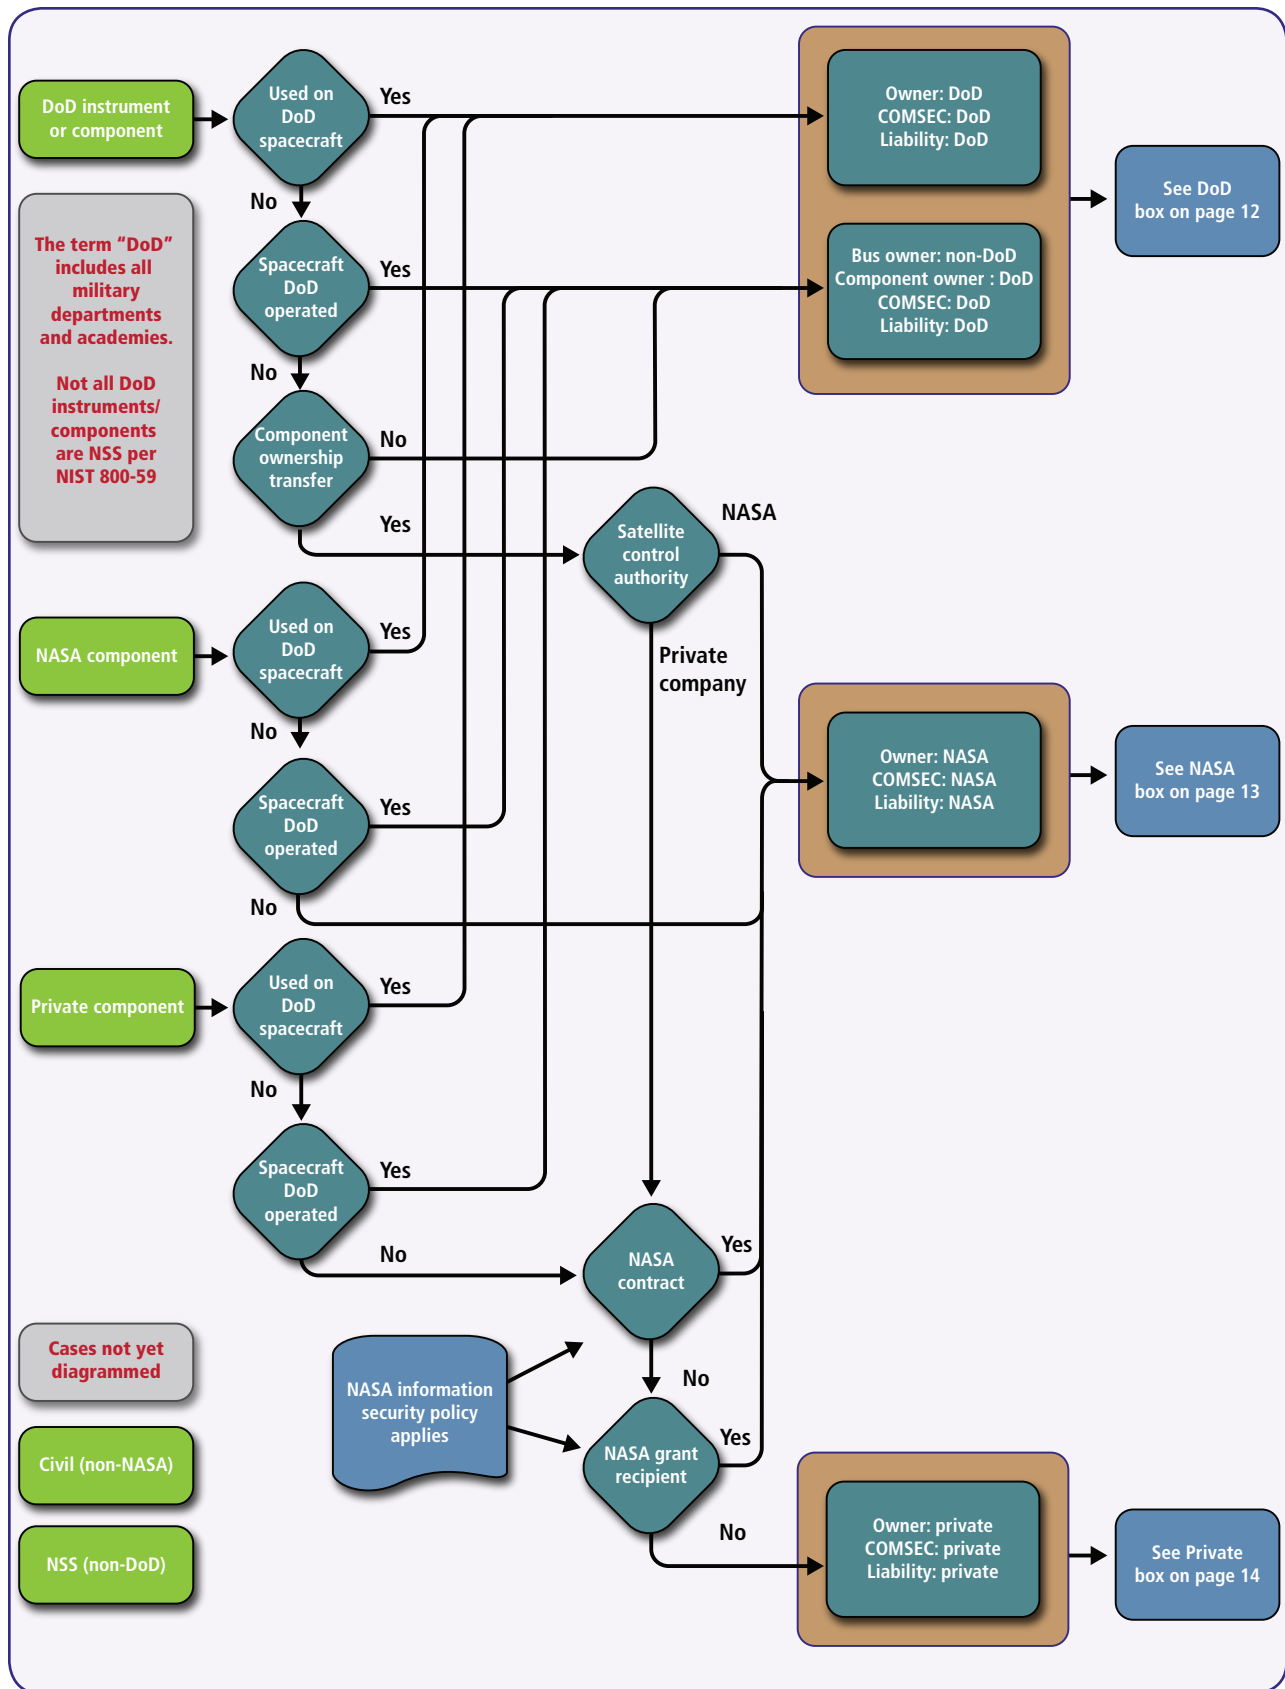 DoD instrument
or component
Used on
DoD
spacecraft
Yes
No
Owner: DoD
COMSEC: DoD
Liability: DoD
See DoD
box on page 12
The term “DoD”
includes all
military
departments
and academies.
Not all DoD
instruments/
components
are NSS per
NIST 800-59
Spacecraft
DoD
operated
Yes
No
Bus owner: non-DoD
Component owner : DoD
COMSEC: DoD
Liability: DoD
Component
ownership
transfer
No
Yes
Satellite
control
authority
NASA
Private
company
NASA component
Used on
DoD
spacecraft
Yes
No
Spacecraft
DoD
operated
Yes
No
Owner: NASA
COMSEC: NASA
Liability: NASA
See NASA
box on page 13
Private component
Used on
DoD
spacecraft
Yes
No
Spacecraft
DoD
operated
Yes
No
NASA
contract
Yes
No
NASA information
security policy
applies
NASA grant
recipient
Yes
No
Owner: private
COMSEC: private
Liability: private
See Private
box on page 14
Cases not yet
diagrammed
Civil (non-NASA)
NSS (non-DoD)